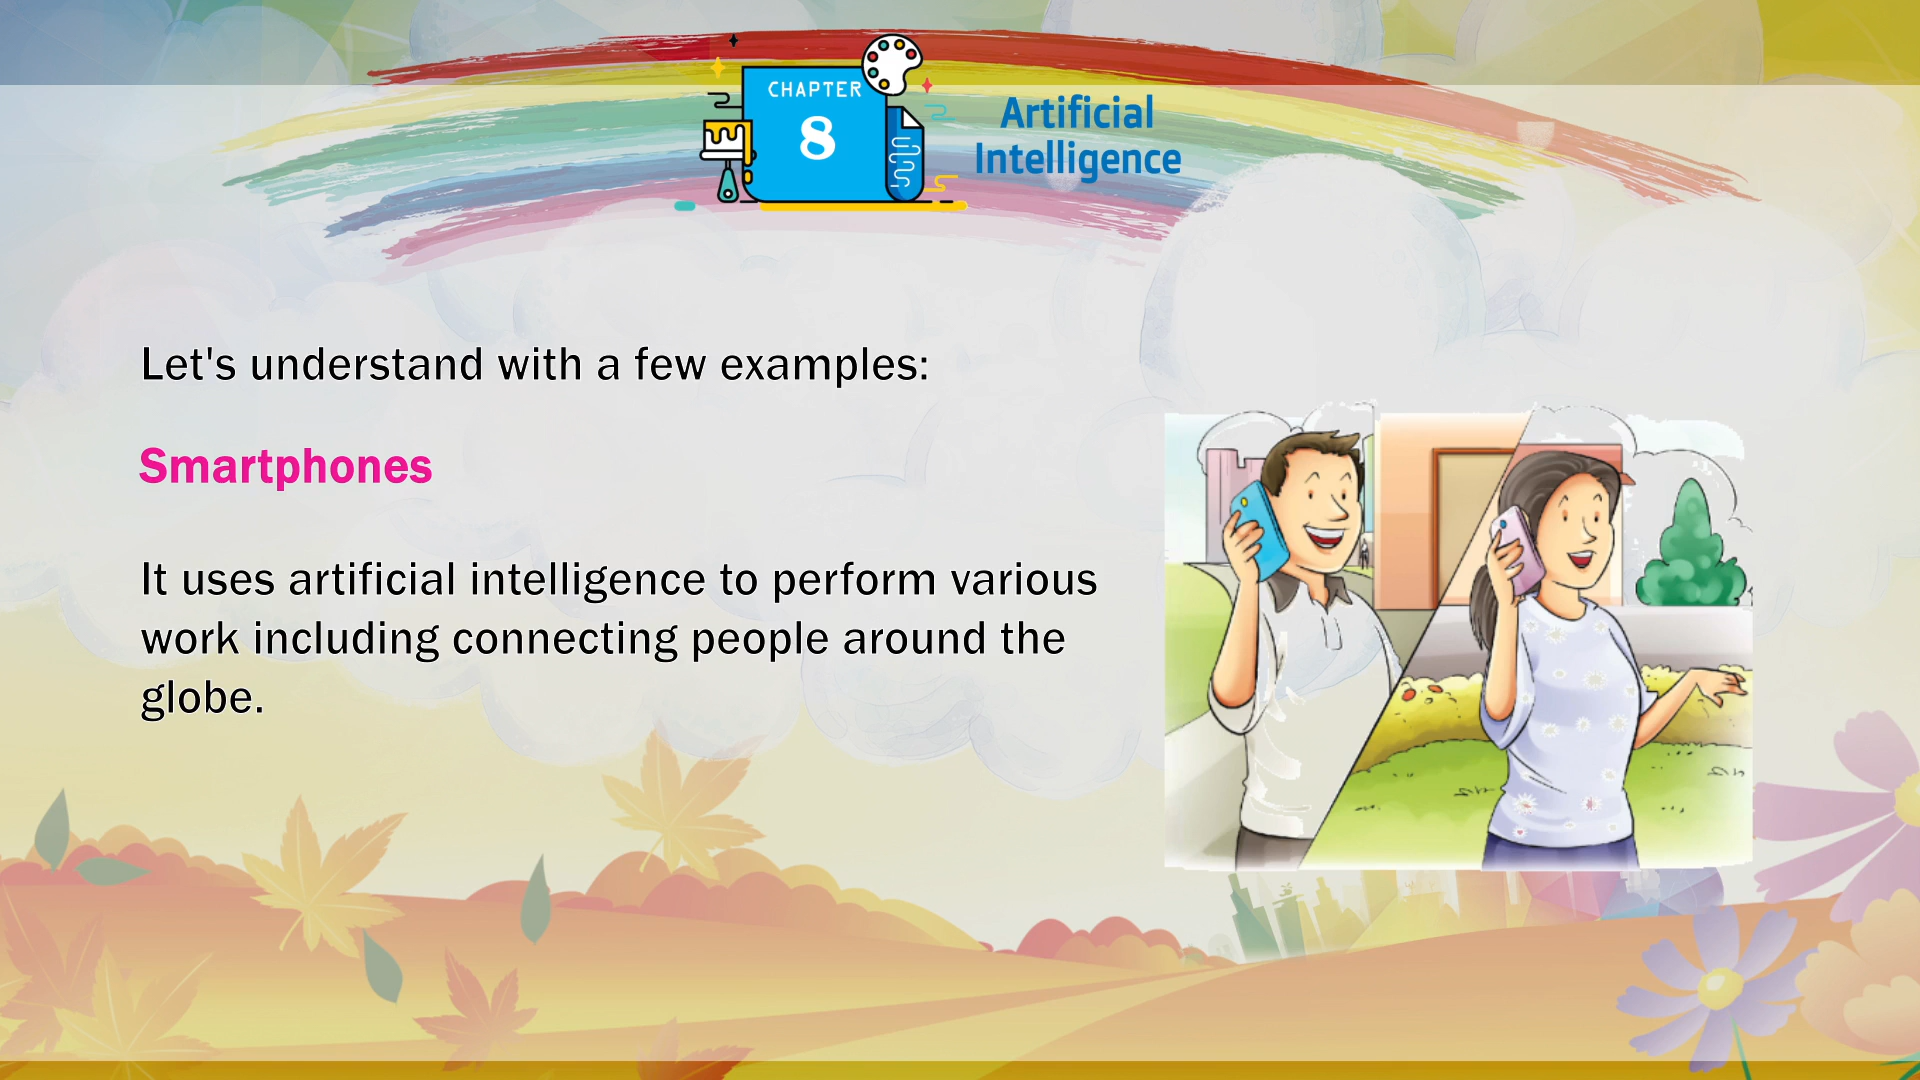 CHAPTER
8
Artificial
Intelligence
Let's understand with a few examples:
Smartphones
It uses artificial intelligence to perform various
work including connecting people around the
globe.